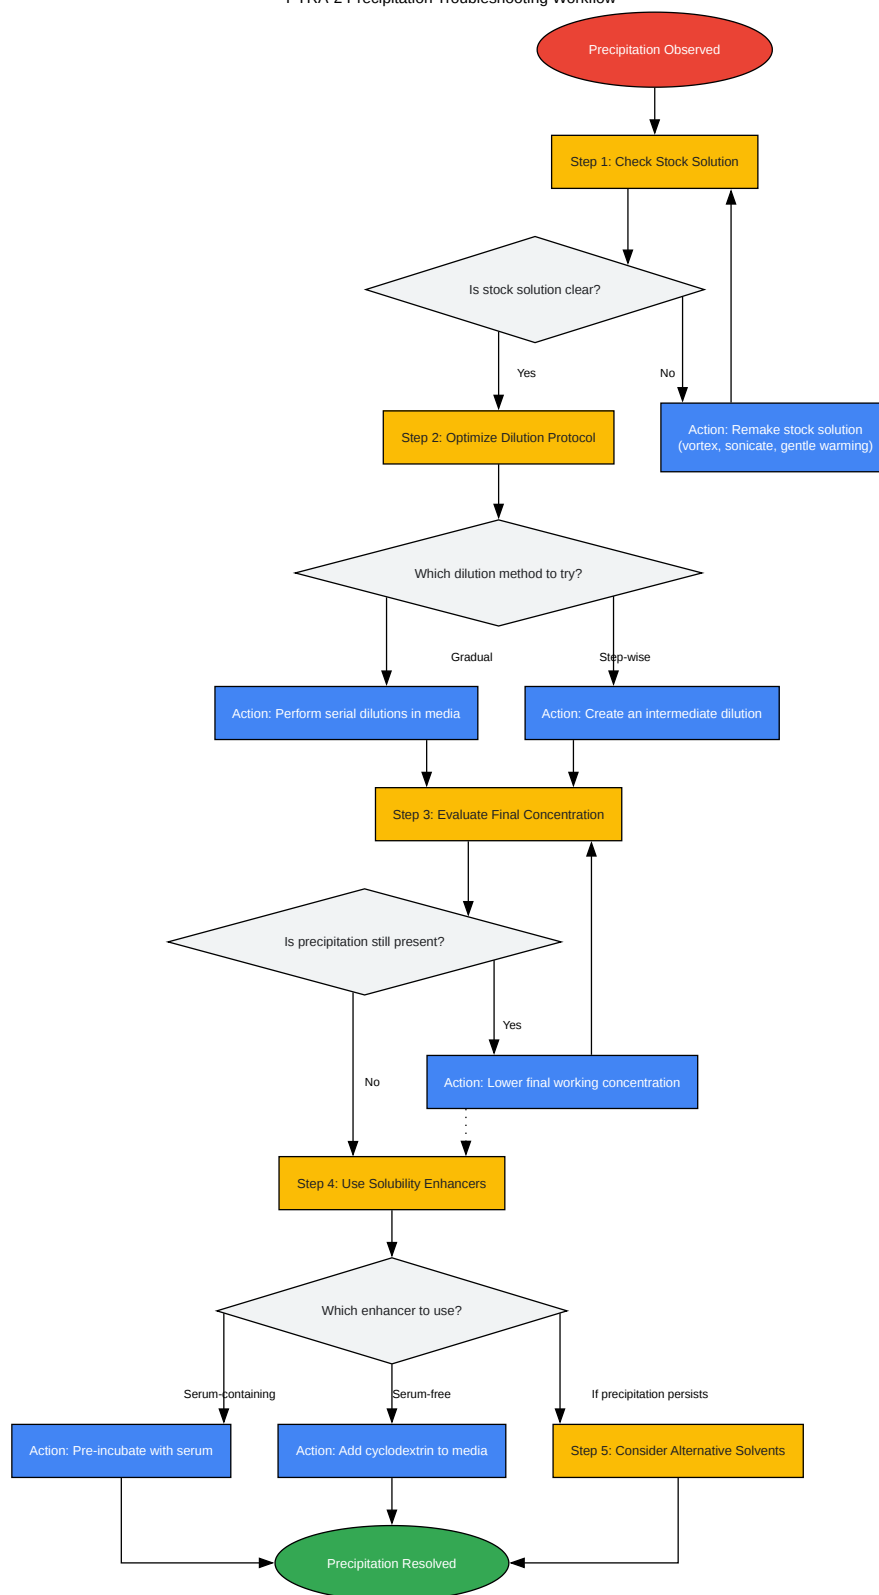 Precipitation Troubleshooting Workflow
Precipitation Observed
Step 1: Check Stock Solution
Is stock solution clear?
Yes
No
Action: Remake stock solution
(vortex, sonicate, gentle warming)
Step 2: Optimize Dilution Protocol
Which dilution method to try?
Gradual
Step-wise
Action: Perform serial dilutions in media
Action: Create an intermediate dilution
Step 3: Evaluate Final Concentration
Is precipitation still present?
Yes
No
Action: Lower final working concentration
Step 4: Use Solubility Enhancers
Which enhancer to use?
Serum-containing
Serum-free
If precipitation persists
Action: Pre-incubate with serum
Action: Add cyclodextrin to media
Step 5: Consider Alternative Solvents
Precipitation Resolved